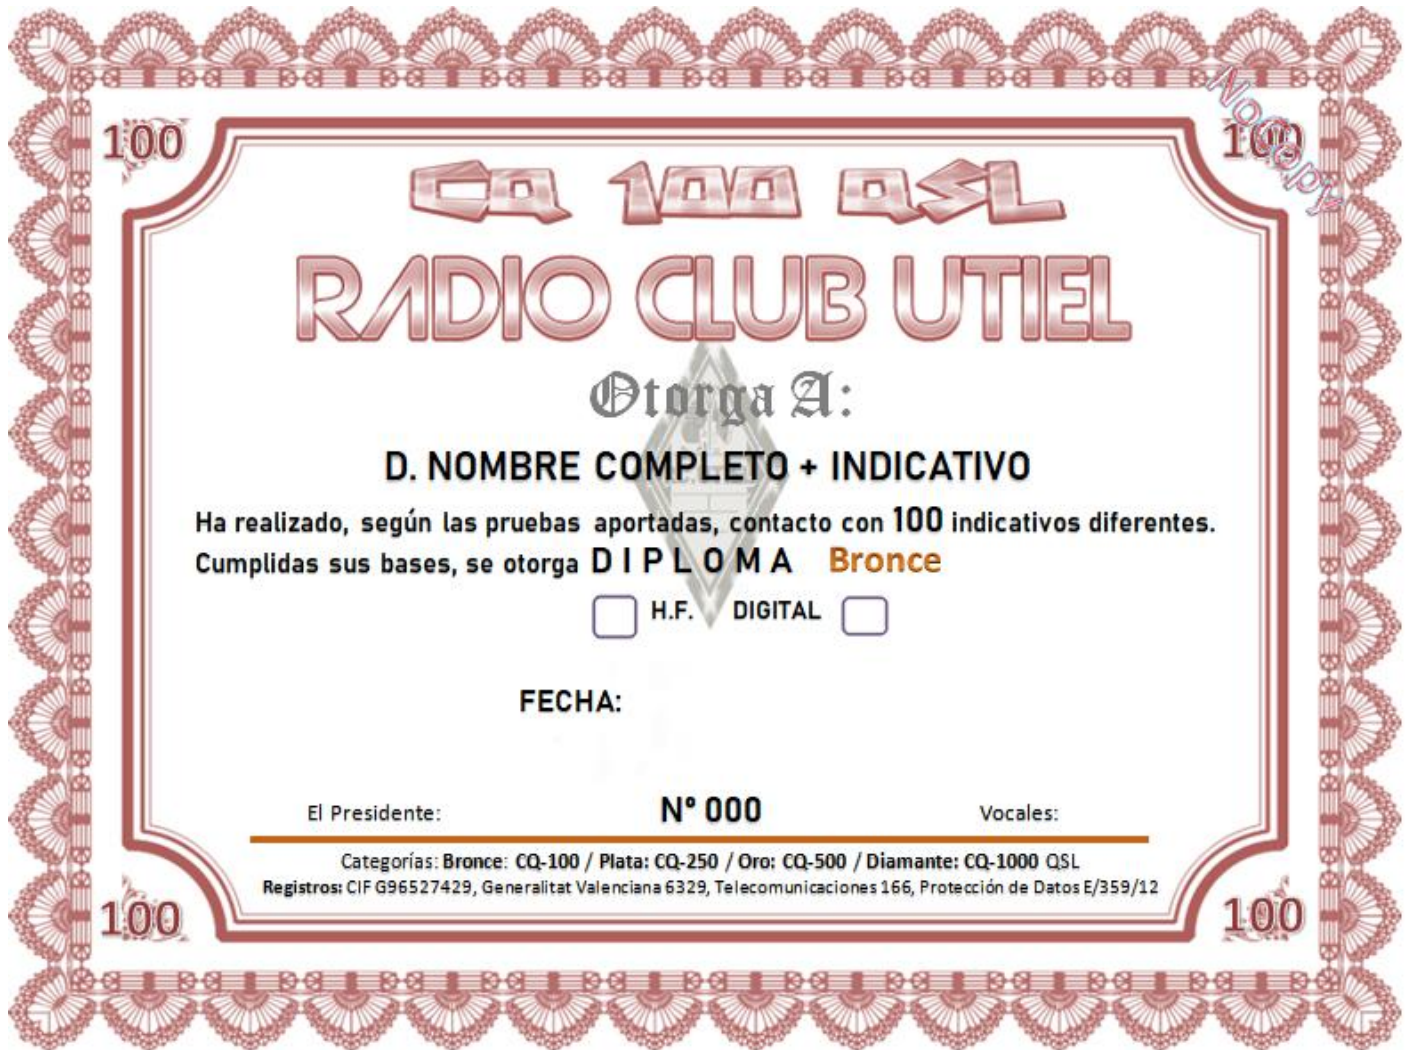 100
100
NoCopy
CQ 100 QSL
RADIO CLUB UTIEL
Otorga A:
D. NOMBRE COMPLETO + INDICATIVO
Ha realizado, según las pruebas aportadas, contacto con 100 indicativos diferentes.
Cumplidas sus bases, se otorga DIPLOMA Bronce
H.F. DIGITAL
FECHA:
El Presidente: Nº 000 Vocales:
Categorías: Bronce: CQ-100 / Plata: CQ-250 / Oro: CQ-500 / Diamante: CQ-1000 QSL
Registros: CIF G96527429, Generalitat Valenciana 6329, Telecomunicaciones 166, Protección de Datos E/359/12
100
100